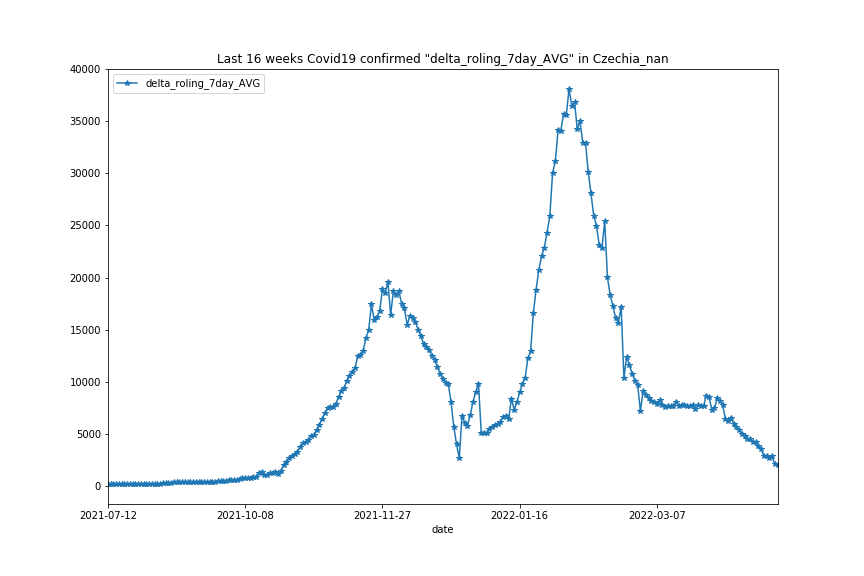 Last 16 weeks Covid19 confirmed "delta_roling_7day_AVG" in Czechia_nan
delta_roling_7day_AVG
40000
35000
30000
25000
20000
15000
10000
5000
0
2021-07-12 2021-10-08 2021-11-27 2022-01-16 2022-03-07
date